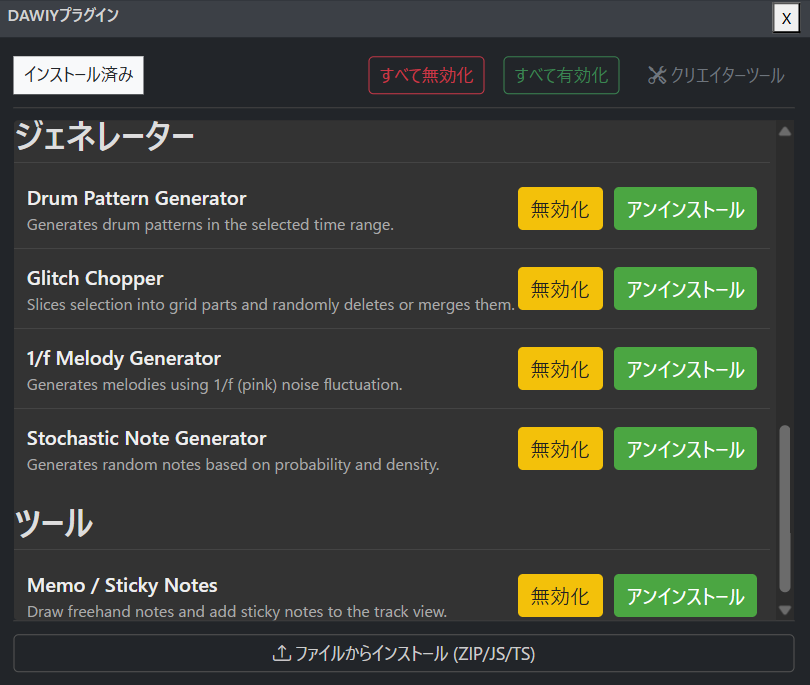 DAWIYプラグイン
X
インストール済み
すべて無効化
すべて有効化
クリエイターツール
ジェネレーター
Drum Pattern Generator
Generates drum patterns in the selected time range.
無効化
アンインストール
Glitch Chopper
Slices selection into grid parts and randomly deletes or merges them.
無効化
アンインストール
1/f Melody Generator
Generates melodies using 1/f (pink) noise fluctuation.
無効化
アンインストール
Stochastic Note Generator
Generates random notes based on probability and density.
無効化
アンインストール
ツール
Memo / Sticky Notes
Draw freehand notes and add sticky notes to the track view.
無効化
アンインストール
ファイルからインストール (ZIP/JS/TS)